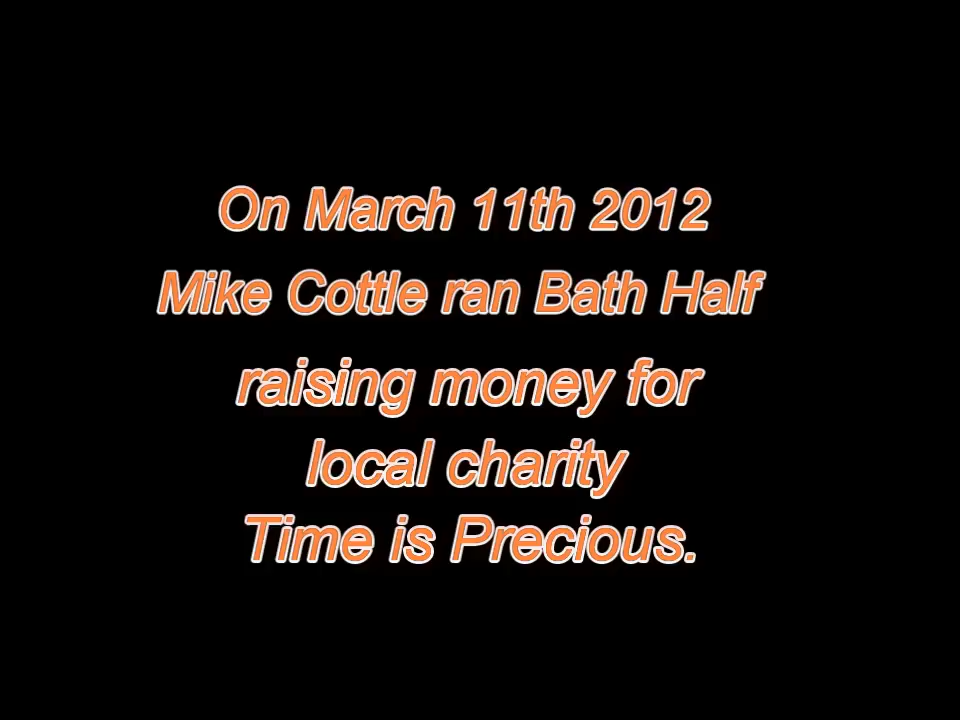 On March 11th 2012
Mike Cottle ran Bath Half
raising money for
local charity
Time is Precious.